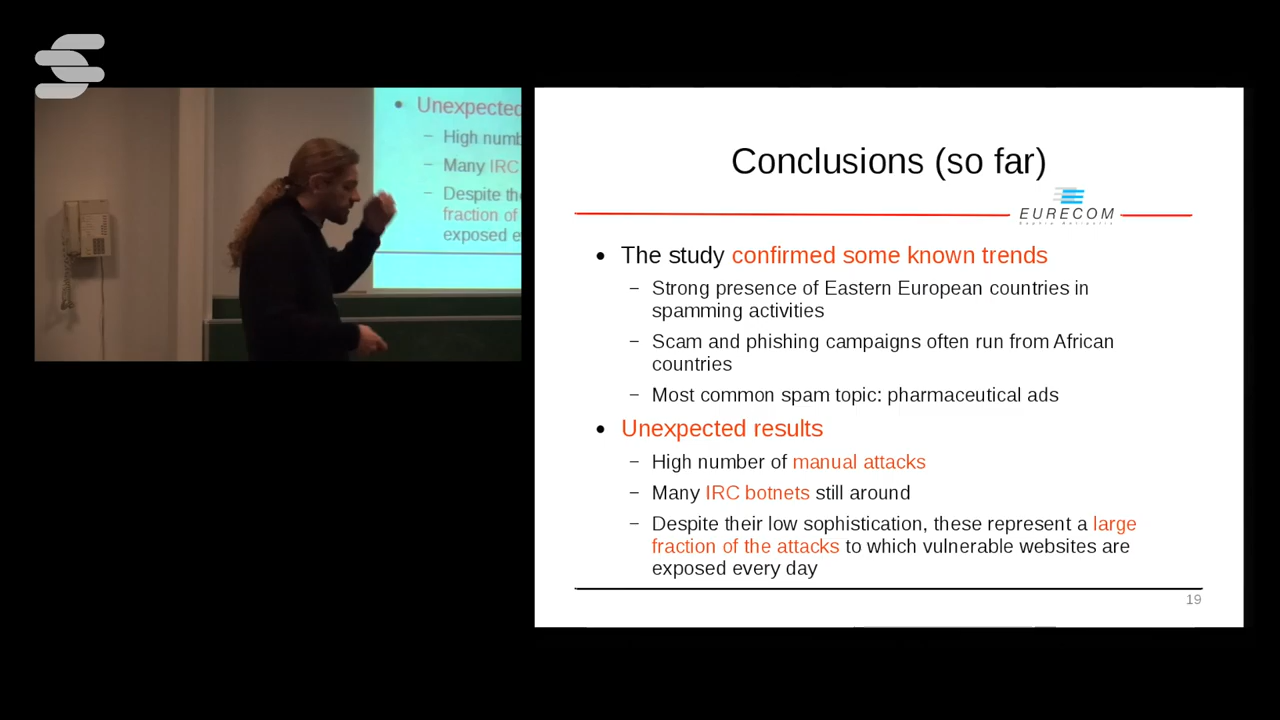 Unexpected
High numb
Many IRC
Despite the
fraction of
exposed e
Conclusions (so far)
EURECOM
• The study confirmed some known trends
– Strong presence of Eastern European countries in
spamming activities
– Scam and phishing campaigns often run from African
countries
– Most common spam topic: pharmaceutical ads
• Unexpected results
– High number of manual attacks
– Many IRC botnets still around
– Despite their low sophistication, these represent a large
fraction of the attacks to which vulnerable websites are
exposed every day
19